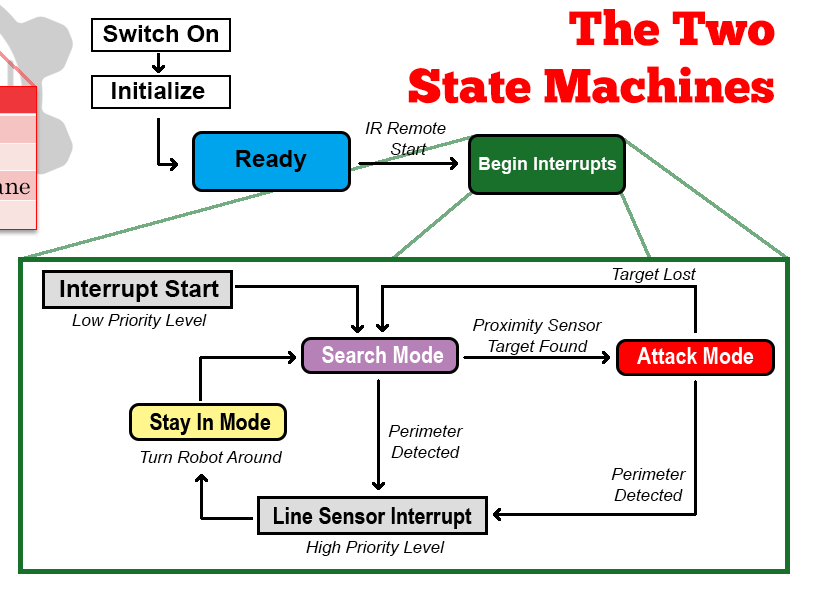 The Two
State Machines
Switch On
Initialize
Ready
IR Remote
Start
Begin Interrupts
Interrupt Start
Low Priority Level
Target Lost
Search Mode
Proximity Sensor
Target Found
Attack Mode
Stay In Mode
Turn Robot Around
Perimeter
Detected
Perimeter
Detected
Line Sensor Interrupt
High Priority Level